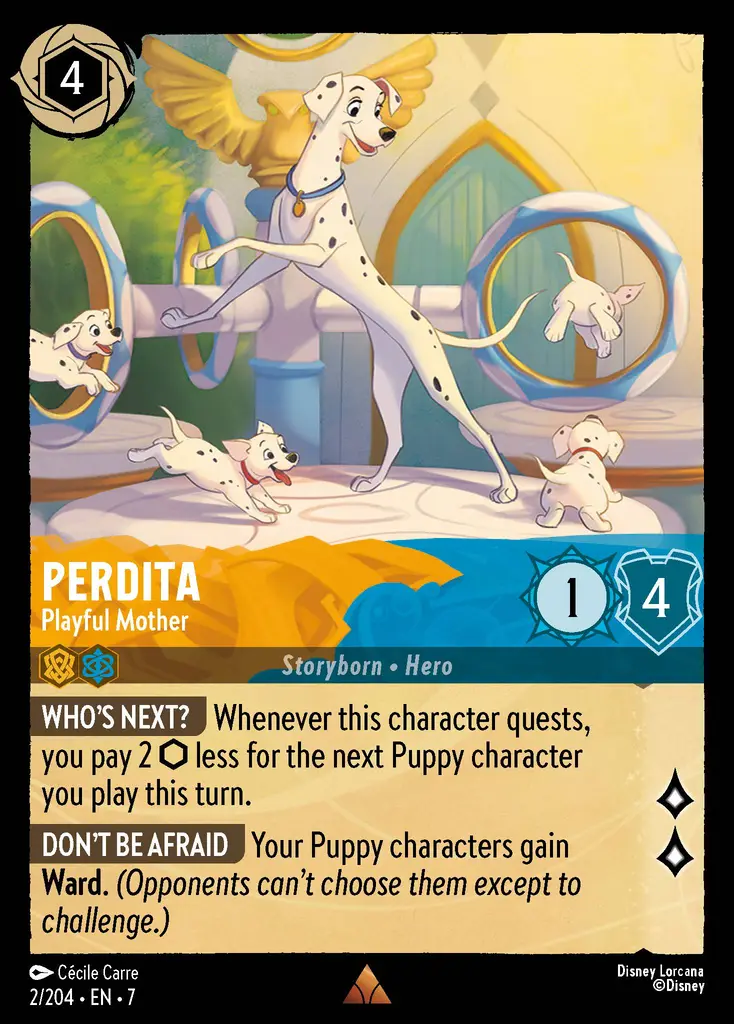 4
PERDITA
Playful Mother
1
4
Storyborn • Hero
WHO'S NEXT? Whenever this character quests,
you pay 2 ⬡ less for the next Puppy character
you play this turn.
DON'T BE AFRAID Your Puppy characters gain
Ward. (Opponents can't choose them except to
challenge.)
Cécile Carre
Disney Lorcana
2/204 • EN • 7
©Disney